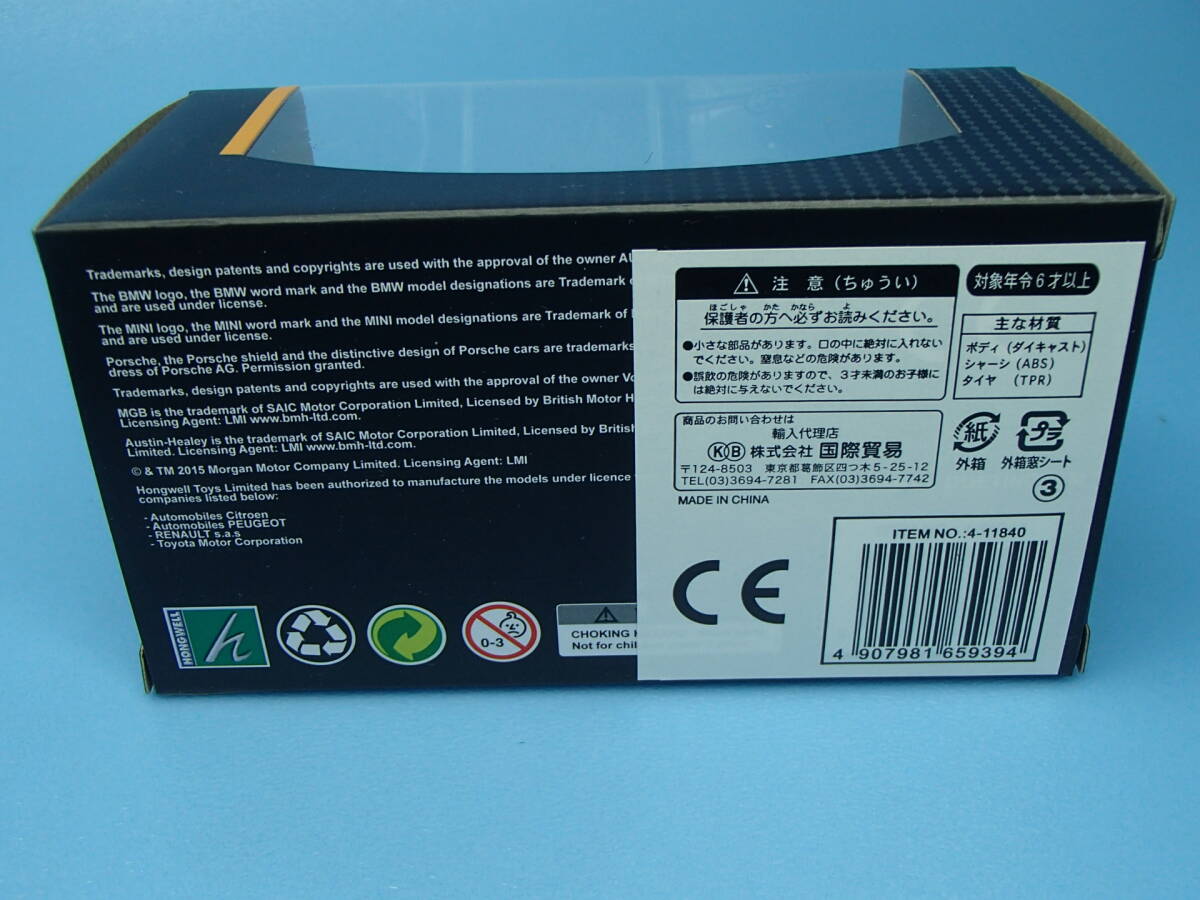 Trademarks, design patents and copyrights are used with the approval of the owner AU
The BMW logo, the BMW word mark and the BMW model designations are Trademark
and are used under license.
The MINI logo, the MINI word mark and the MINI model designations are Trademark of
and are used under license.
Porsche, the Porsche shield and the distinctive design of Porsche cars are trademarks
dress of Porsche AG. Permission granted.
Trademarks, design patents and copyrights are used with the approval of the owner Vo
MGB is the trademark of SAIC Motor Corporation Limited, Licensed by British Motor H
Licensing Agent: LMI www.bmh-ltd.com.
Austin-Healey is the trademark of SAIC Motor Corporation Limited, Licensed by British
Limited. Licensing Agent: LMI www.bmh-ltd.com.
© & TM 2015 Morgan Motor Company Limited. Licensing Agent: LMI
Hongwell Toys Limited has been authorized to manufacture the models under licence
companies listed below:
- Automobiles Citroen
- Automobiles PEUGEOT
- RENAULT s.a.s
- Toyota Motor Corporation
HONGWELL
h
0-3
CHOKING
Not for chil
注意(ちゅうい)
ほごしゃ かた かなら よ
保護者の方へ必ずお読みください。
●小さな部品があります。口の中に絶対に入れない
でください。窒息などの危険があります。
●誤飲の危険がありますので、3才未満のお子様に
は絶対に与えないでください。
対象年令6才以上
主な材質
ボディ(ダイキャスト)
シャーシ(ABS)
タイヤ (TPR)
商品のお問い合わせは
輸入代理店
KB 株式会社 国際貿易
〒124-8503 東京都葛飾区四つ木5-25-12
TEL(03)3694-7281 FAX(03)3694-7742
MADE IN CHINA
紙
外箱
プラ
外箱窓シート
3
CE
ITEM NO.:4-11840
4 907981 659394